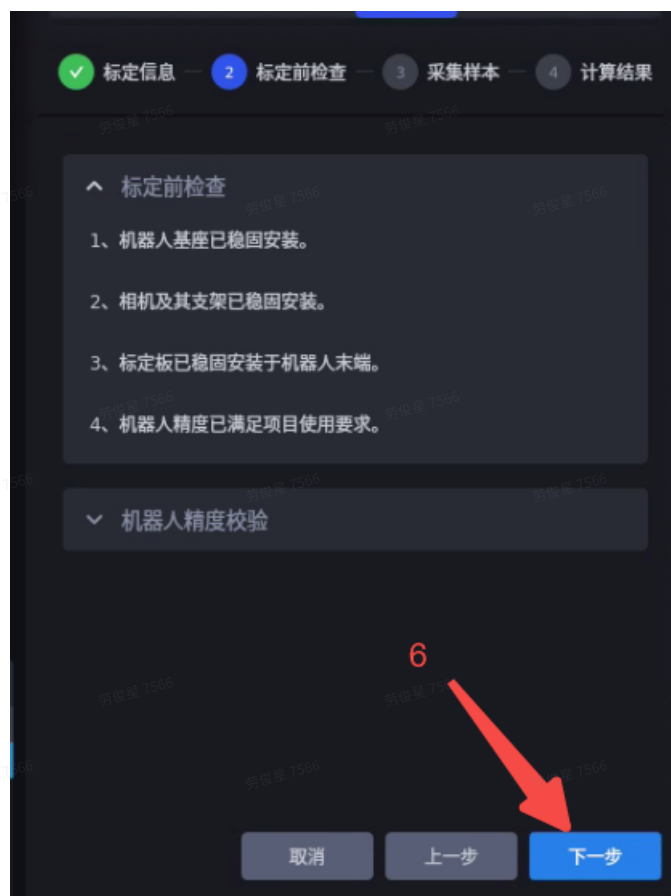 标定信息 2 标定前检查 3 采集样本 4 计算结果
标定前检查
1、机器人基座已稳固安装。
2、相机及其支架已稳固安装。
3、标定板已稳固安装于机器人末端。
4、机器人精度已满足项目使用要求。
机器人精度校验
6
取消 上一步 下一步